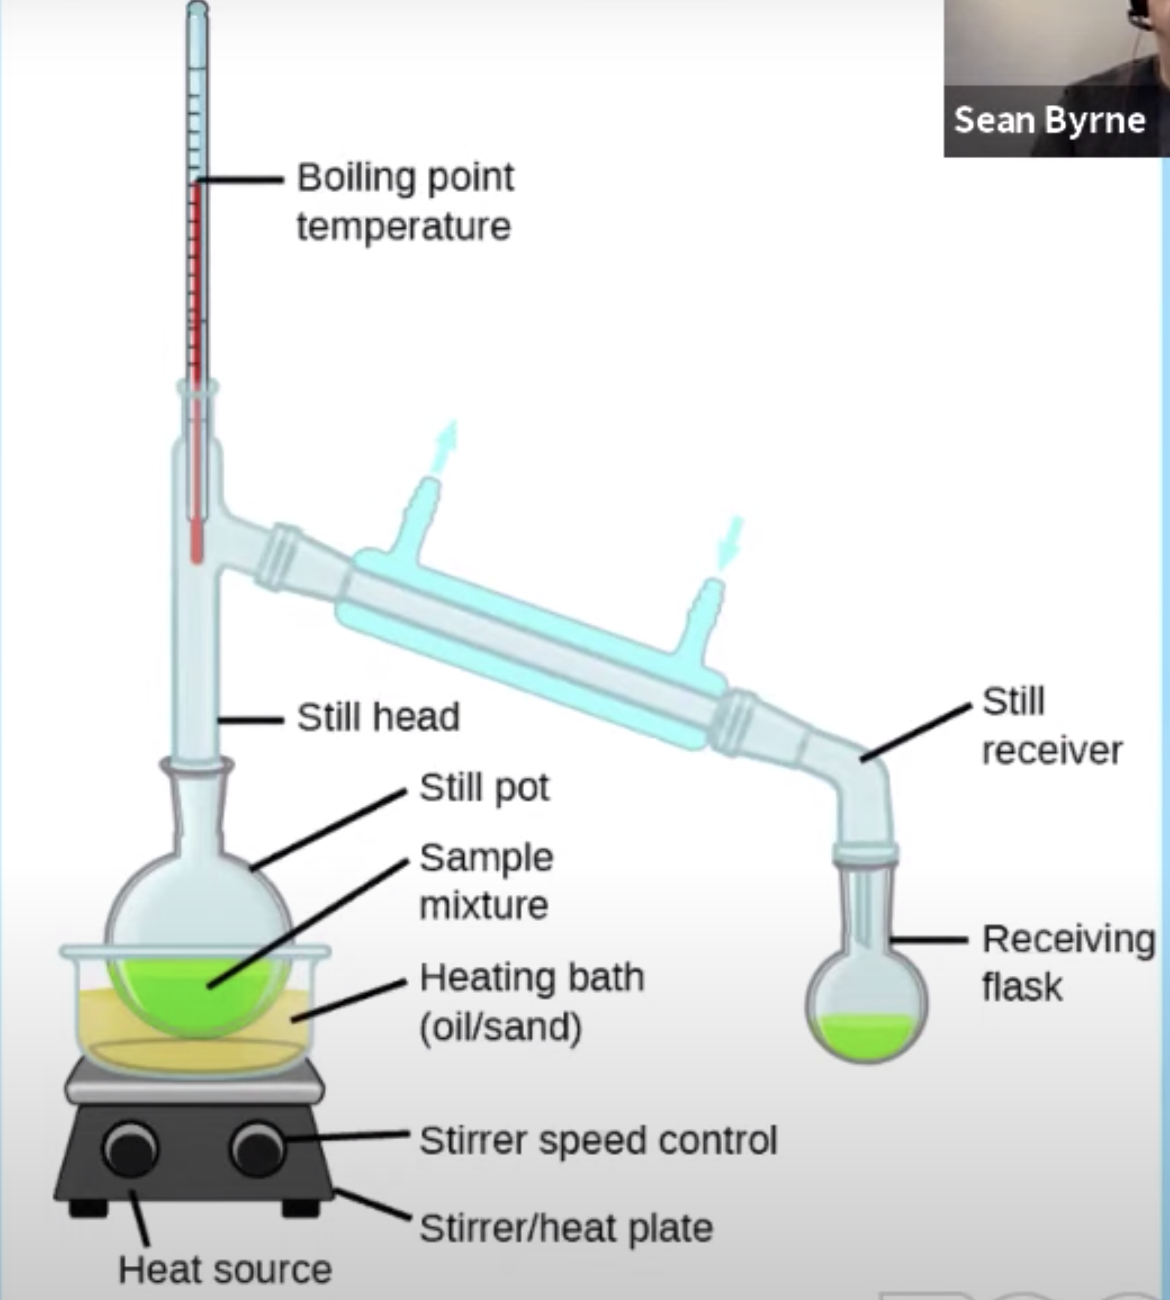 Sean Byrne
Boiling point
temperature
Still head
Still
receiver
Still pot
Sample
mixture
Receiving
flask
Heating bath
(oil/sand)
Stirrer speed control
Stirrer/heat plate
Heat source